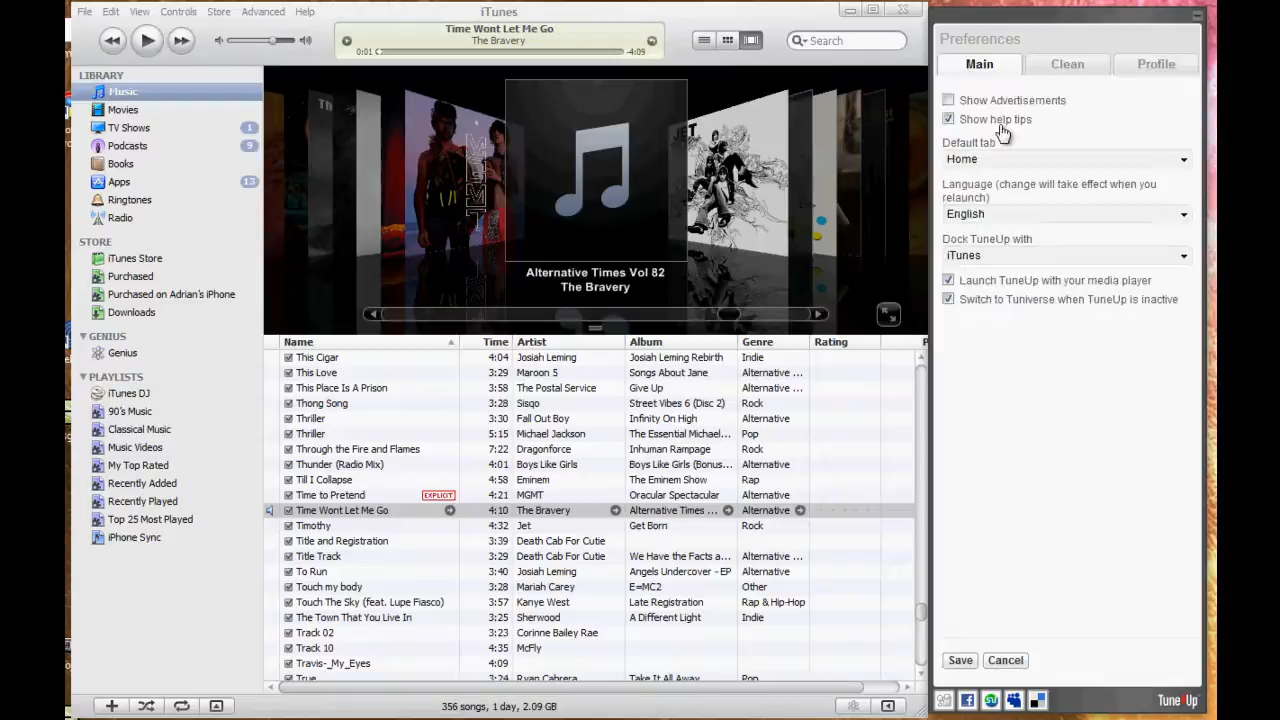 File Edit View Controls Store Advanced Help
iTunes
Time Wont Let Me Go
The Bravery
0:01
-4:09
Search
LIBRARY
Music
Movies
TV Shows 1
Podcasts 9
Books
Apps 13
Ringtones
Radio
STORE
iTunes Store
Purchased
Purchased on Adrian's iPhone
Downloads
GENIUS
Genius
PLAYLISTS
iTunes DJ
90's Music
Classical Music
Music Videos
My Top Rated
Recently Added
Recently Played
Top 25 Most Played
iPhone Sync
JET
Alternative Times Vol 82
The Bravery
Name Time Artist Album Genre Rating
This Cigar 4:04 Josiah Leming Josiah Leming Rebirth Indie
This Love 3:29 Maroon 5 Songs About Jane Alternative ...
This Place Is A Prison 3:58 The Postal Service Give Up Alternative ...
Thong Song 3:28 Sisqo Street Vibes 6 (Disc 2) Rock
Thriller 3:30 Fall Out Boy Infinity On High Alternative
Thriller 5:15 Michael Jackson The Essential Michael... Pop
Through the Fire and Flames 7:22 Dragonforce Inhuman Rampage Rock
Thunder (Radio Mix) 4:01 Boys Like Girls Boys Like Girls (Bonus... Alternative
Till I Collapse 4:58 Eminem The Eminem Show Rap
Time to Pretend EXPLICIT 4:21 MGMT Oracular Spectacular Alternative
Time Wont Let Me Go 4:10 The Bravery Alternative Times ... Alternative
Timothy 4:32 Jet Get Born Rock
Title and Registration 3:39 Death Cab For Cutie
Title Track 3:29 Death Cab For Cutie We Have the Facts a... Alternative ...
To Run 3:40 Josiah Leming Angels Undercover - EP Alternative
Touch my body 3:28 Mariah Carey E=MC2 Other
Touch The Sky (feat. Lupe Fiasco) 3:57 Kanye West Late Registration Rap & Hip-Hop
The Town That You Live In 3:25 Sherwood A Different Light Indie
Track 02 3:23 Corinne Bailey Rae
Track 10 4:35 McFly
Travis-_My_Eyes 4:09
True 3:24 Ryan Cabrera Take It All Away Pop
356 songs, 1 day, 2.09 GB
Preferences
Main Clean Profile
Show Advertisements
Show help tips
Default tab
Home
Language (change will take effect when you
relaunch)
English
Dock TuneUp with
iTunes
Launch TuneUp with your media player
Switch to Tuniverse when TuneUp is inactive
Save Cancel
TuneUp